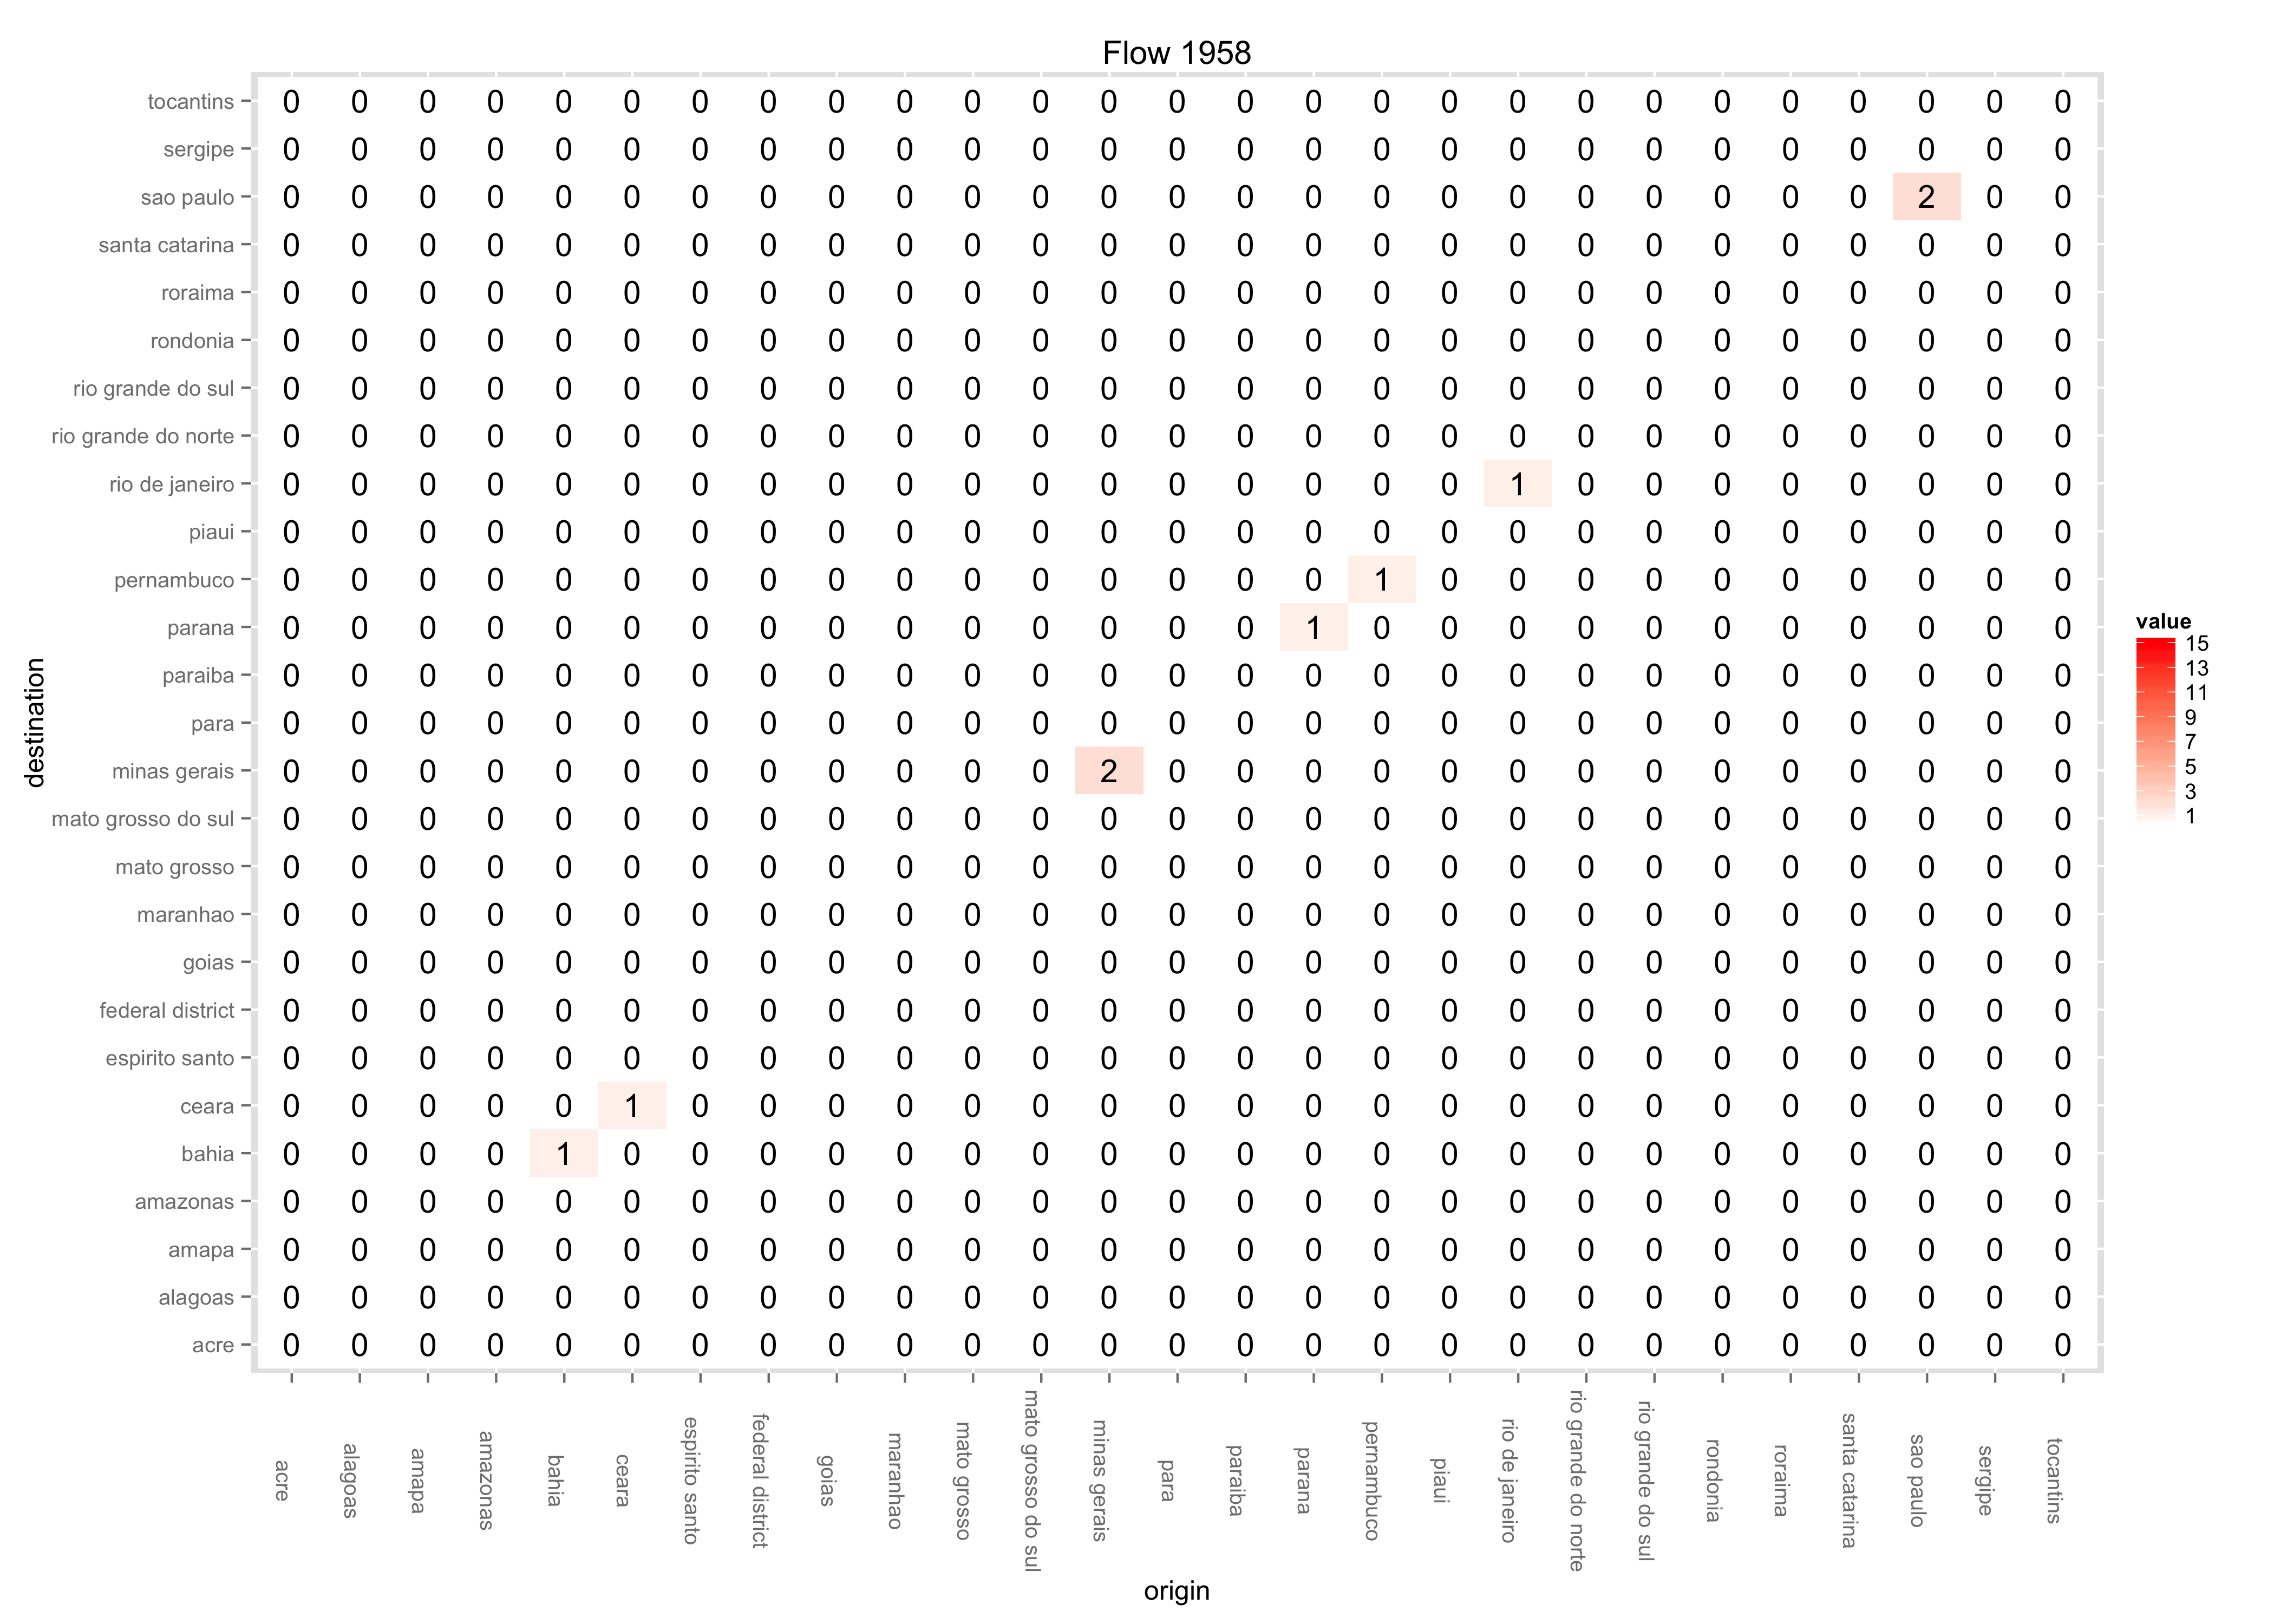 Flow 1958
tocantins 0 0 0 0 0 0 0 0 0 0 0 0 0 0 0 0 0 0 0 0 0 0 0 0 0 0 0
sergipe 0 0 0 0 0 0 0 0 0 0 0 0 0 0 0 0 0 0 0 0 0 0 0 0 0 0 0
sao paulo 0 0 0 0 0 0 0 0 0 0 0 0 0 0 0 0 0 0 0 0 0 0 0 0 2 0 0
santa catarina 0 0 0 0 0 0 0 0 0 0 0 0 0 0 0 0 0 0 0 0 0 0 0 0 0 0 0
roraima 0 0 0 0 0 0 0 0 0 0 0 0 0 0 0 0 0 0 0 0 0 0 0 0 0 0 0
rondonia 0 0 0 0 0 0 0 0 0 0 0 0 0 0 0 0 0 0 0 0 0 0 0 0 0 0 0
rio grande do sul 0 0 0 0 0 0 0 0 0 0 0 0 0 0 0 0 0 0 0 0 0 0 0 0 0 0 0
rio grande do norte 0 0 0 0 0 0 0 0 0 0 0 0 0 0 0 0 0 0 0 0 0 0 0 0 0 0 0
rio de janeiro 0 0 0 0 0 0 0 0 0 0 0 0 0 0 0 0 0 0 1 0 0 0 0 0 0 0 0
piaui 0 0 0 0 0 0 0 0 0 0 0 0 0 0 0 0 0 0 0 0 0 0 0 0 0 0 0
pernambuco 0 0 0 0 0 0 0 0 0 0 0 0 0 0 0 0 1 0 0 0 0 0 0 0 0 0 0
parana 0 0 0 0 0 0 0 0 0 0 0 0 0 0 0 1 0 0 0 0 0 0 0 0 0 0 0
paraiba 0 0 0 0 0 0 0 0 0 0 0 0 0 0 0 0 0 0 0 0 0 0 0 0 0 0 0
para 0 0 0 0 0 0 0 0 0 0 0 0 0 0 0 0 0 0 0 0 0 0 0 0 0 0 0
minas gerais 0 0 0 0 0 0 0 0 0 0 0 0 2 0 0 0 0 0 0 0 0 0 0 0 0 0 0
mato grosso do sul 0 0 0 0 0 0 0 0 0 0 0 0 0 0 0 0 0 0 0 0 0 0 0 0 0 0 0
mato grosso 0 0 0 0 0 0 0 0 0 0 0 0 0 0 0 0 0 0 0 0 0 0 0 0 0 0 0
maranhao 0 0 0 0 0 0 0 0 0 0 0 0 0 0 0 0 0 0 0 0 0 0 0 0 0 0 0
goias 0 0 0 0 0 0 0 0 0 0 0 0 0 0 0 0 0 0 0 0 0 0 0 0 0 0 0
federal district 0 0 0 0 0 0 0 0 0 0 0 0 0 0 0 0 0 0 0 0 0 0 0 0 0 0 0
espirito santo 0 0 0 0 0 0 0 0 0 0 0 0 0 0 0 0 0 0 0 0 0 0 0 0 0 0 0
ceara 0 0 0 0 0 1 0 0 0 0 0 0 0 0 0 0 0 0 0 0 0 0 0 0 0 0 0
bahia 0 0 0 0 1 0 0 0 0 0 0 0 0 0 0 0 0 0 0 0 0 0 0 0 0 0 0
amazonas 0 0 0 0 0 0 0 0 0 0 0 0 0 0 0 0 0 0 0 0 0 0 0 0 0 0 0
amapa 0 0 0 0 0 0 0 0 0 0 0 0 0 0 0 0 0 0 0 0 0 0 0 0 0 0 0
alagoas 0 0 0 0 0 0 0 0 0 0 0 0 0 0 0 0 0 0 0 0 0 0 0 0 0 0 0
acre 0 0 0 0 0 0 0 0 0 0 0 0 0 0 0 0 0 0 0 0 0 0 0 0 0 0 0
destination
acre
alagoas
amapa
amazonas
bahia
ceara
espirito santo
federal district
goias
maranhao
mato grosso
mato grosso do sul
minas gerais
para
paraiba
parana
pernambuco
piaui
rio de janeiro
rio grande do norte
rio grande do sul
rondonia
roraima
santa catarina
sao paulo
sergipe
tocantins
origin
value
15
13
11
9
7
5
3
1